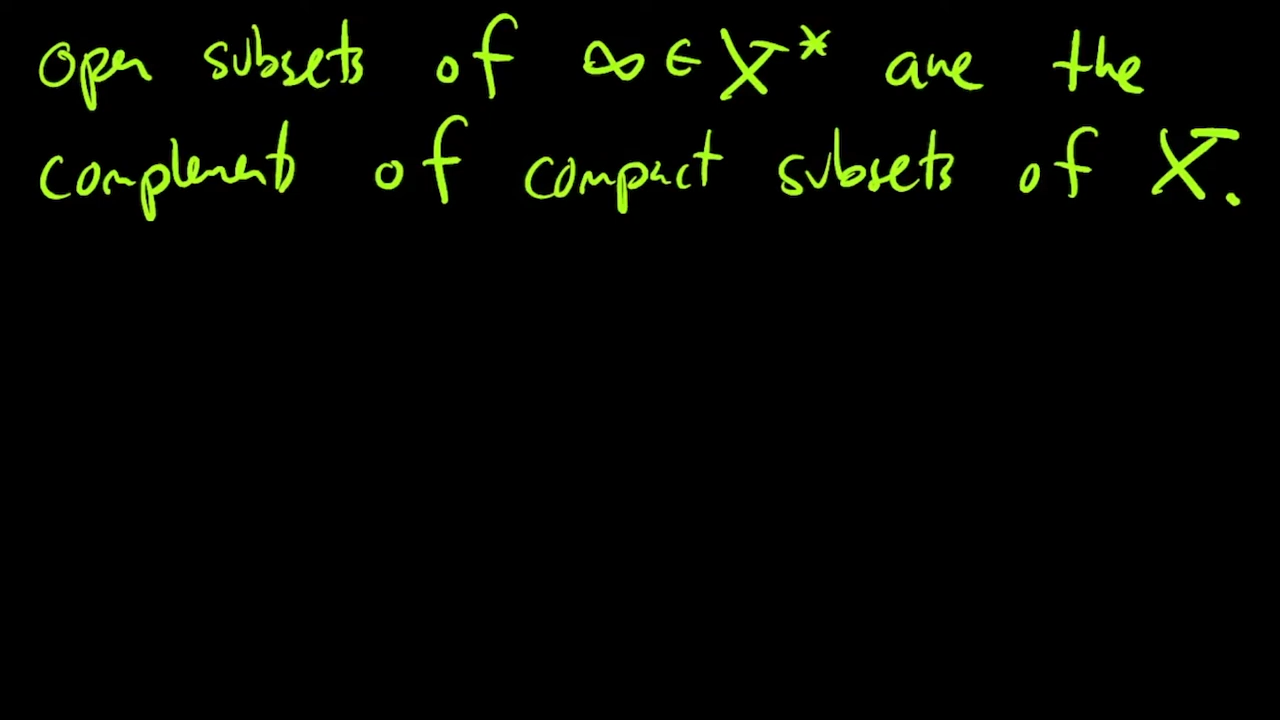 open subsets of ∞ ∈ X* are the
complement of compact subsets of X.